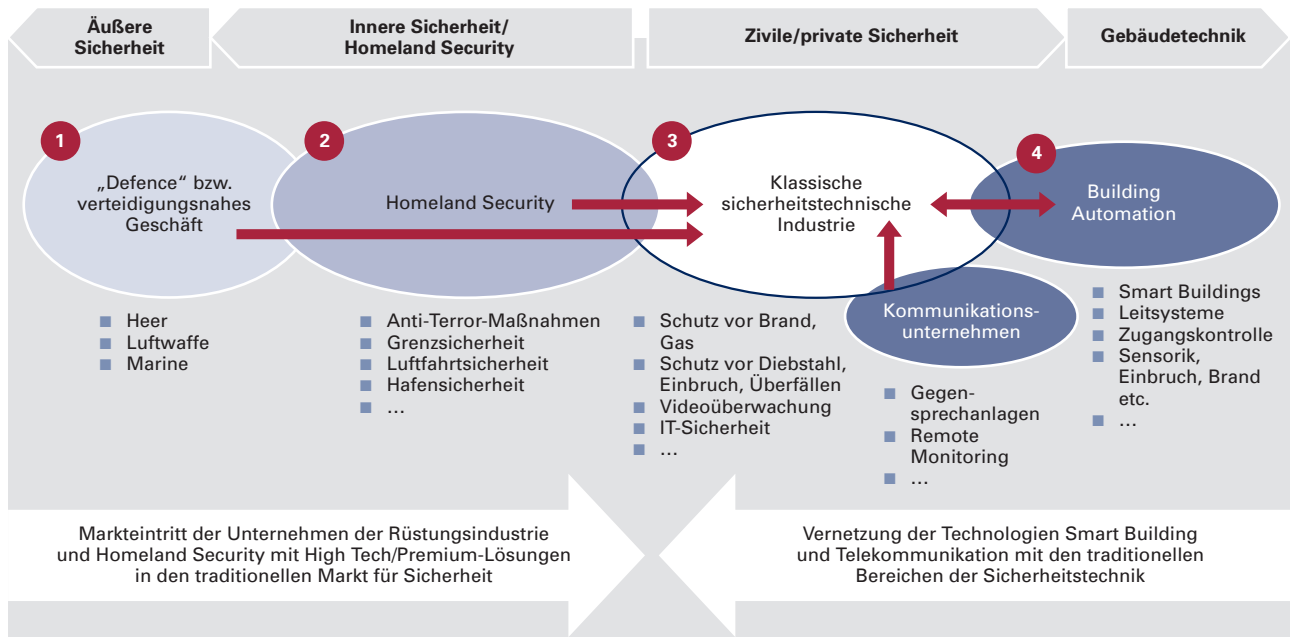 Äußere
Sicherheit
Innere Sicherheit/
Homeland Security
Zivile/private Sicherheit
Gebäudetechnik
1
„Defence“ bzw.
verteidigungsnahes
Geschäft
2
Homeland Security
3
Klassische
sicherheitstechnische
Industrie
4
Building
Automation
Kommunikations-
unternehmen
Heer
Luftwaffe
Marine
Anti-Terror-Maßnahmen
Grenzsicherheit
Luftfahrtsicherheit
Hafensicherheit
…
Schutz vor Brand,
Gas
Schutz vor Diebstahl,
Einbruch, Überfällen
Videoüberwachung
IT-Sicherheit
…
Gegen-
sprechanlagen
Remote
Monitoring
…
Smart Buildings
Leitsysteme
Zugangskontrolle
Sensorik,
Einbruch, Brand
etc.
…
Markteintritt der Unternehmen der Rüstungsindustrie
und Homeland Security mit High Tech/Premium-Lösungen
in den traditionellen Markt für Sicherheit
Vernetzung der Technologien Smart Building
und Telekommunikation mit den traditionellen
Bereichen der Sicherheitstechnik